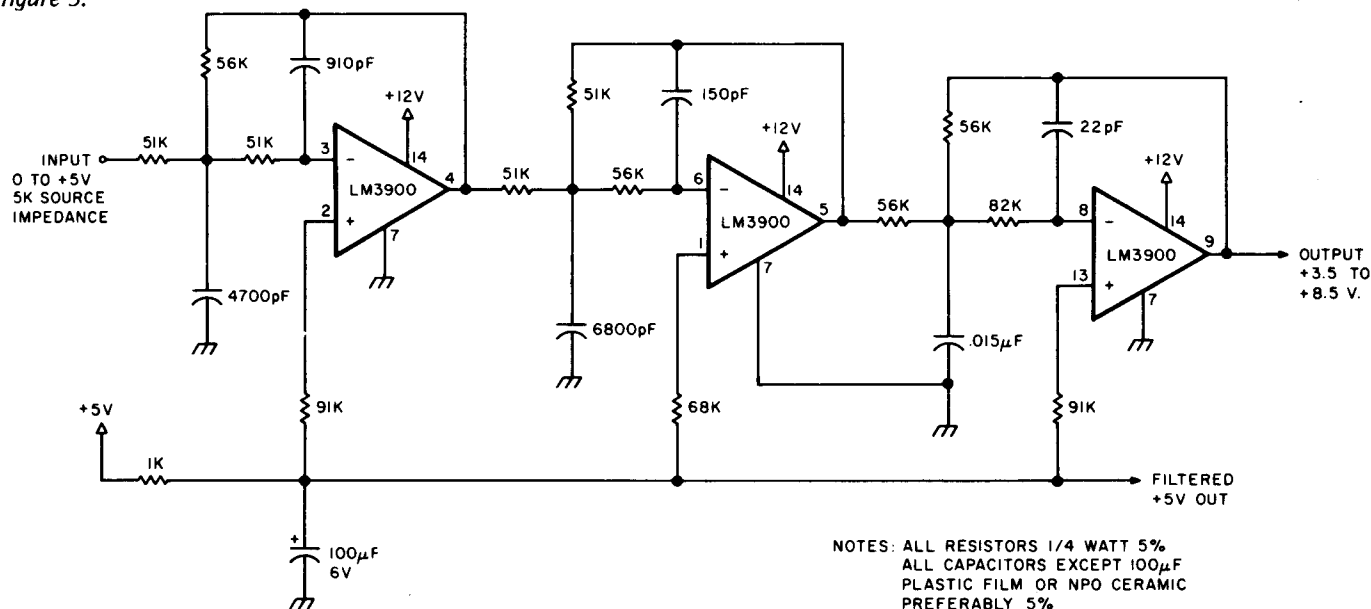 figure 3.
56K
910pF
+12V
14
51K
51K
3
-
LM3900
4
2
+
7
INPUT
0 TO +5V
5K SOURCE
IMPEDANCE
4700pF
91K
+5V
1K
+
100µF
6V
51K
51K
150pF
+12V
14
56K
6
-
LM3900
5
1
+
7
6800pF
68K
56K
56K
22pF
+12V
14
82K
8
-
LM3900
9
13
+
7
OUTPUT
+3.5 TO
+8.5 V.
.015µF
91K
FILTERED
+5V OUT
NOTES: ALL RESISTORS 1/4 WATT 5%
ALL CAPACITORS EXCEPT 100µF
PLASTIC FILM OR NPO CERAMIC
PREFERABLY 5%